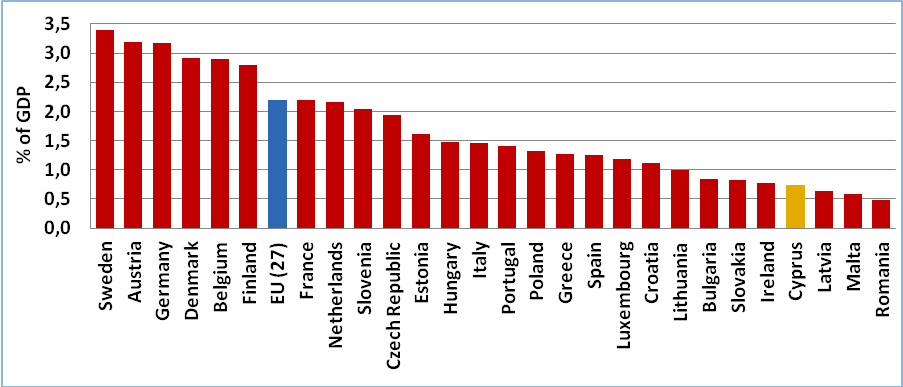 3,5
3,0
2,5
2,0
1,5
1,0
0,5
0,0
% of GDP
Sweden
Austria
Germany
Denmark
Belgium
Finland
EU (27)
France
Netherlands
Slovenia
Czech Republic
Estonia
Hungary
Italy
Portugal
Poland
Greece
Spain
Luxembourg
Croatia
Lithuania
Bulgaria
Slovakia
Ireland
Cyprus
Latvia
Malta
Romania